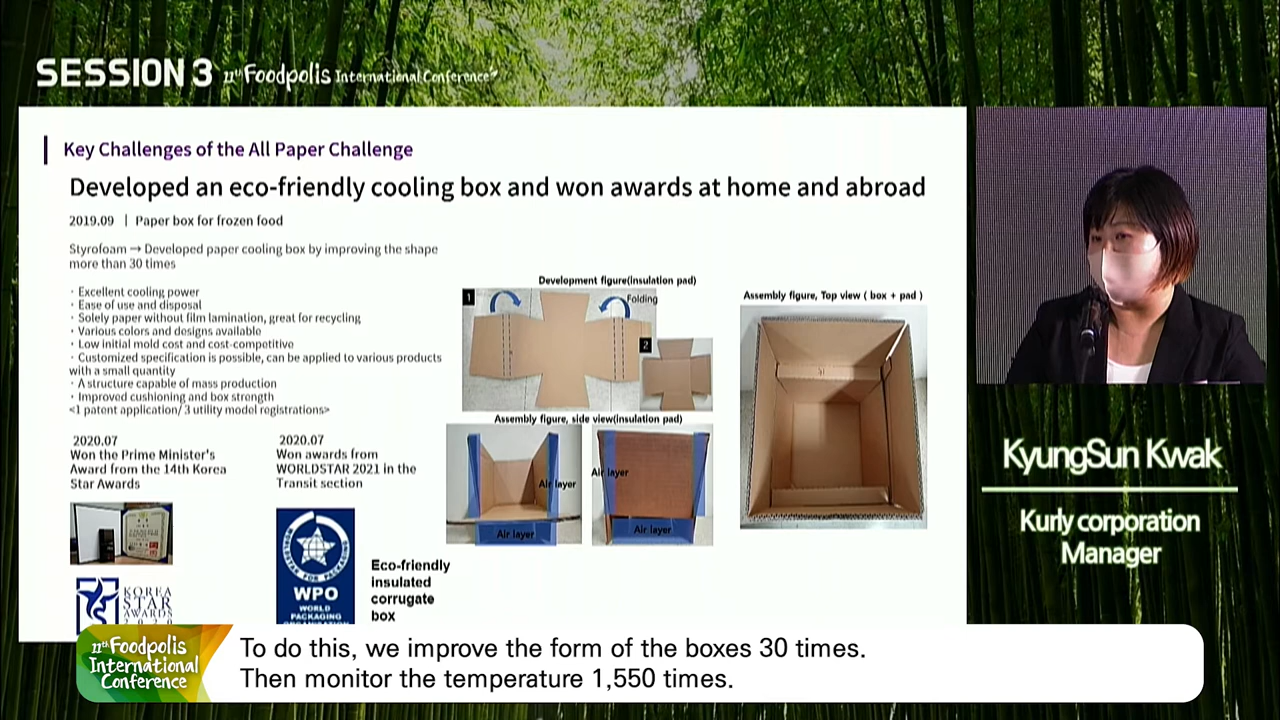 SESSION 3 11th Foodpolis International Conference
Key Challenges of the All Paper Challenge
Developed an eco-friendly cooling box and won awards at home and abroad
2019.09 | Paper box for frozen food
Styrofoam → Developed paper cooling box by improving the shape
more than 30 times
· Excellent cooling power
· Ease of use and disposal
· Solely paper without film lamination, great for recycling
· Various colors and designs available
· Low initial mold cost and cost-competitive
· Customized specification is possible, can be applied to various products
with a small quantity
· A structure capable of mass production
· Improved cushioning and box strength
<1 patent application/ 3 utility model registrations>
2020.07
Won the Prime Minister's
Award from the 14th Korea
Star Awards
KOREA
STAR
AWARDS
2020
2020.07
Won awards from
WORLDSTAR 2021 in the
Transit section
WORLDSTAR FOR PACKAGING
WPO
WORLD
PACKAGING
Eco-friendly
insulated
corrugate
box
Development figure(insulation pad)
1
Folding
2
Assembly figure, side view(insulation pad)
Air layer
Air layer
Air layer
Air layer
Assembly figure, Top view ( box + pad )
KyungSun Kwak
Kurly corporation
Manager
11th Foodpolis
International
Conference
To do this, we improve the form of the boxes 30 times.
Then monitor the temperature 1,550 times.